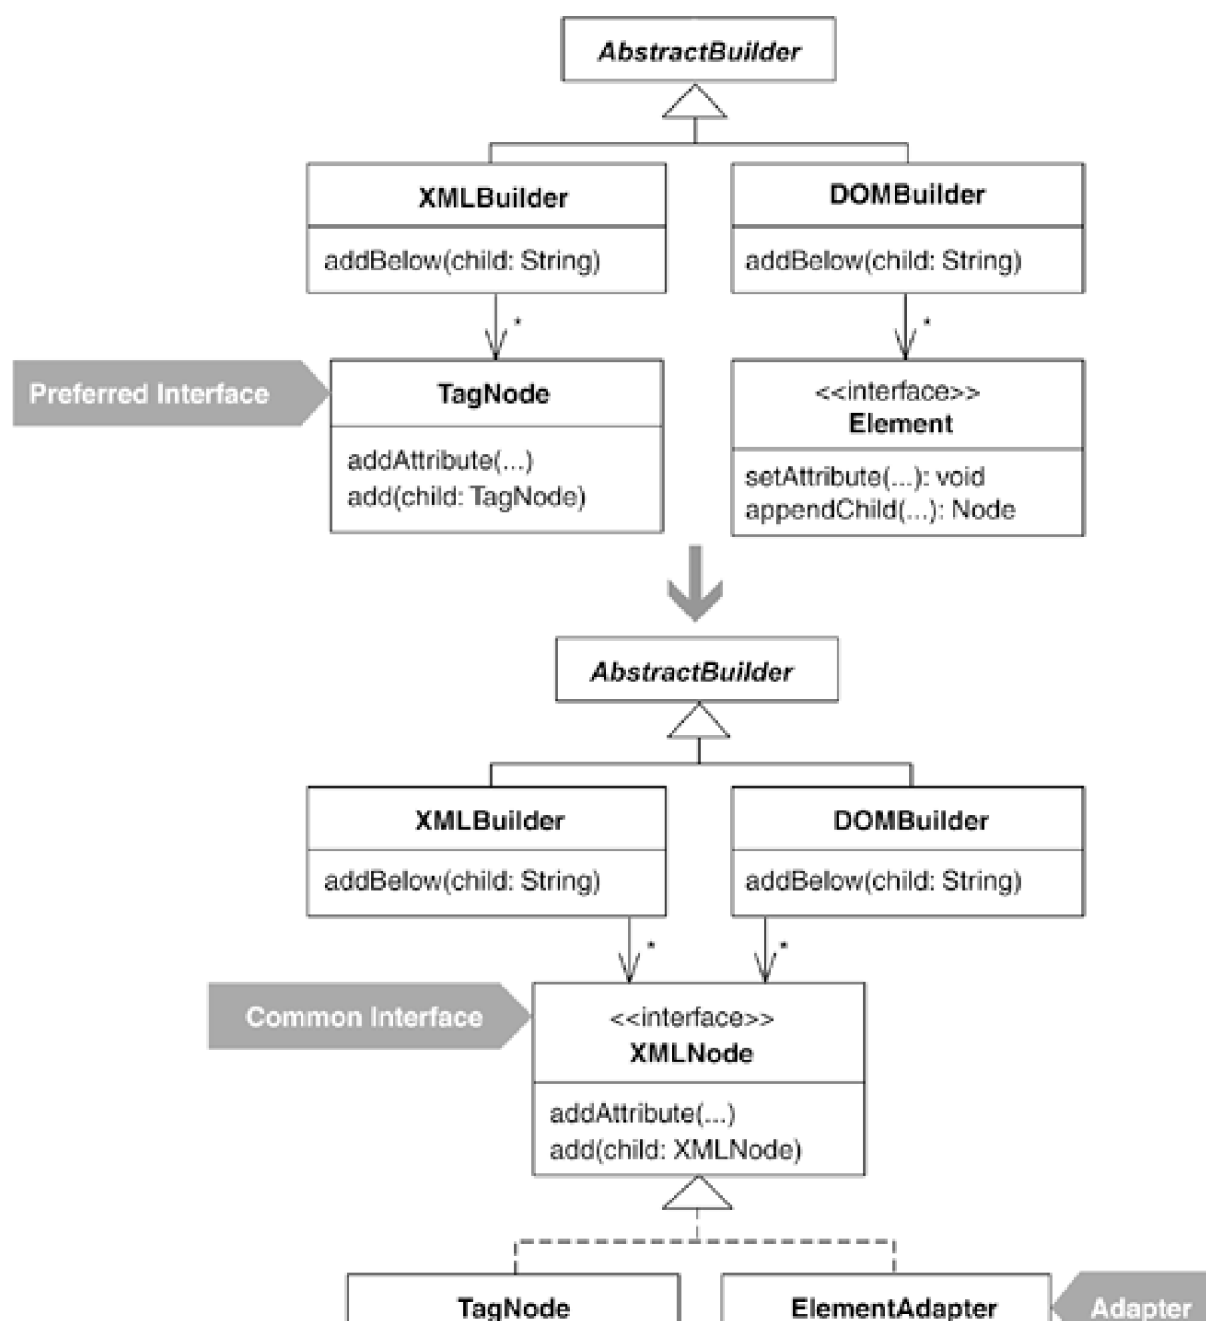 AbstractBuilder
XMLBuilder
addBelow(child: String)
DOMBuilder
addBelow(child: String)
*
*
Preferred Interface
TagNode
addAttribute(...)
add(child: TagNode)
<<interface>>
Element
setAttribute(...): void
appendChild(...): Node
AbstractBuilder
XMLBuilder
addBelow(child: String)
DOMBuilder
addBelow(child: String)
*
*
Common Interface
<<interface>>
XMLNode
addAttribute(...)
add(child: XMLNode)
TagNode
ElementAdapter
Adapter